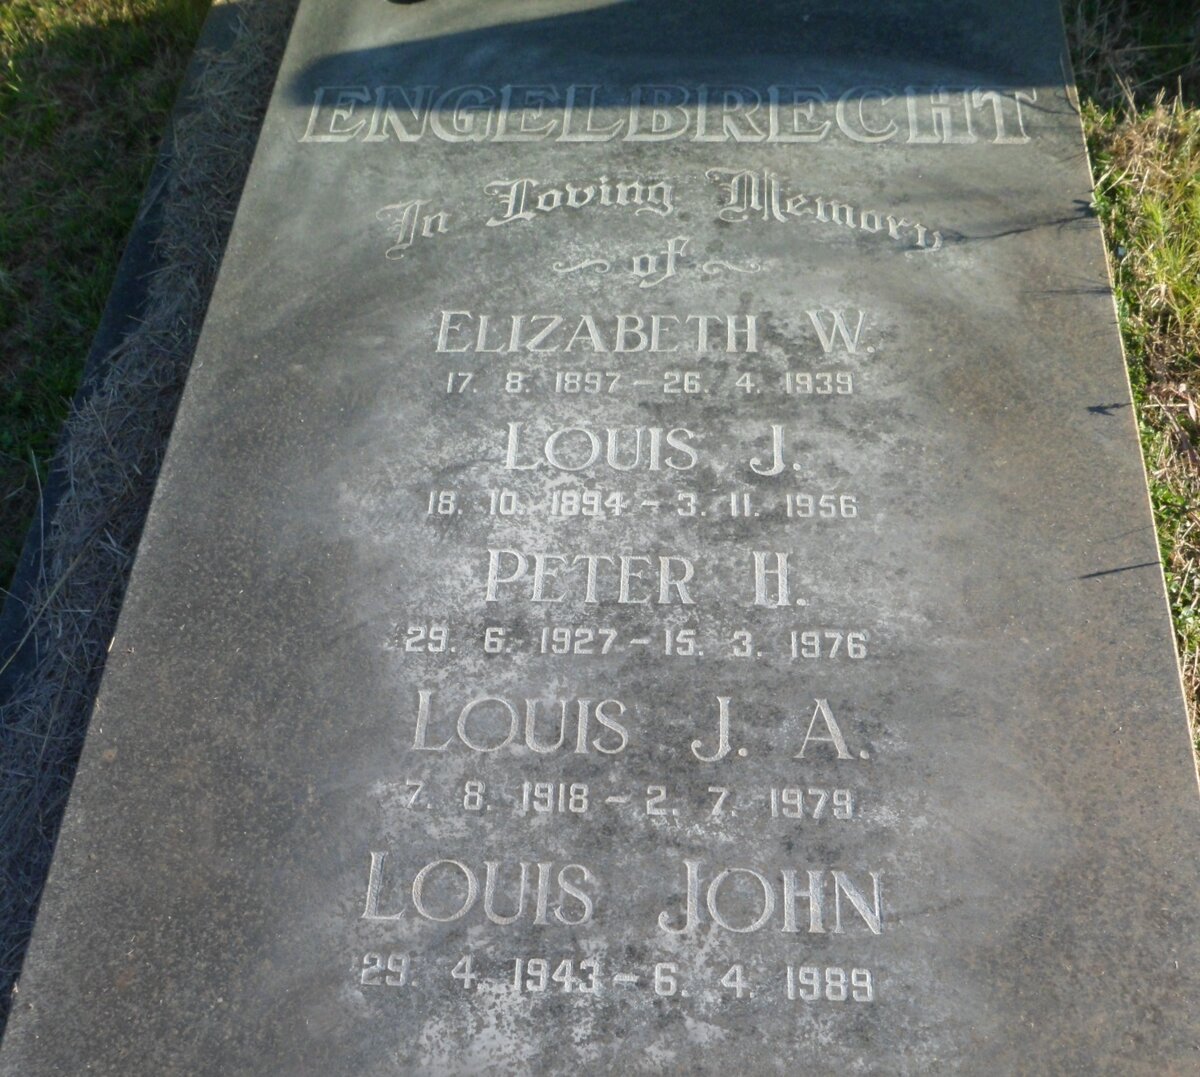 ENGELBRECHT
In Loving Memory
of
ELIZABETH W.
17. 8. 1897 - 26. 4. 1939
LOUIS J.
18. 10. 1894 - 3. 11. 1956
PETER H.
29. 6. 1927 - 15. 3. 1976
LOUIS J. A.
7. 8. 1918 - 2. 7. 1979
LOUIS JOHN
29. 4. 1943 - 6. 4. 1989